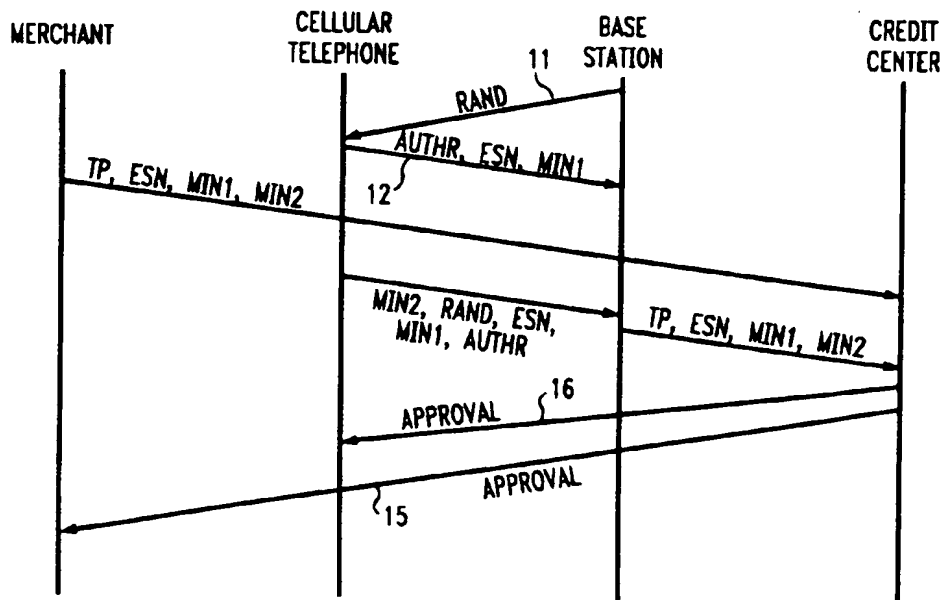 MERCHANT
CELLULAR
TELEPHONE
BASE
STATION
CREDIT
CENTER
11
RAND
AUTHR, ESN, MIN1
12
TP, ESN, MIN1, MIN2
MIN2, RAND, ESN,
MIN1, AUTHR
TP, ESN, MIN1, MIN2
16
APPROVAL
APPROVAL
15